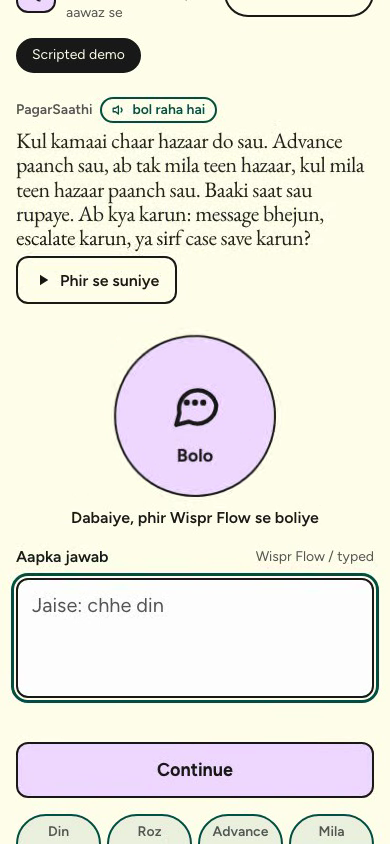 aawaz se
Scripted demo
PagarSaathi bol raha hai
Kul kamaai chaar hazaar do sau. Advance
paanch sau, ab tak mila teen hazaar, kul mila
teen hazaar paanch sau. Baaki saat sau
rupaye. Ab kya karun: message bhejun,
escalate karun, ya sirf case save karun?
Phir se suniye
Bolo
Dabaiye, phir Wispr Flow se boliye
Aapka jawab Wispr Flow / typed
Jaise: chhe din
Continue
Din Roz Advance Mila